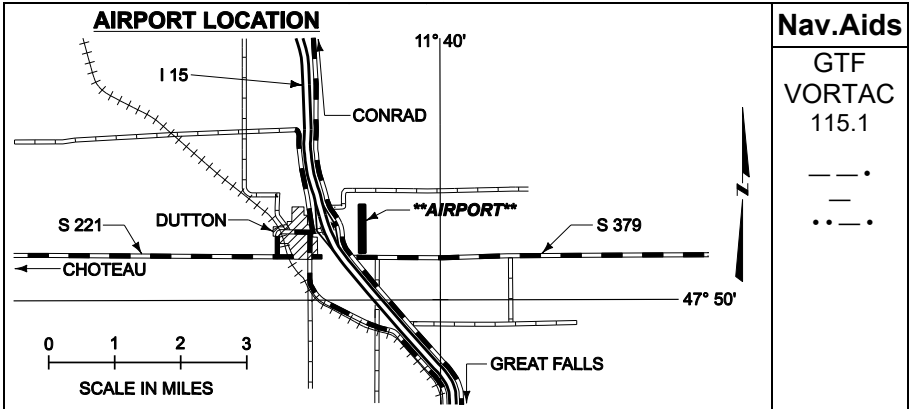 AIRPORT LOCATION
11° 40'
I 15
CONRAD
**AIRPORT**
DUTTON
S 221
S 379
CHOTEAU
47° 50'
0 1 2 3
SCALE IN MILES
GREAT FALLS
N
Nav.Aids
GTF
VORTAC
115.1
— — •
—
• • — •